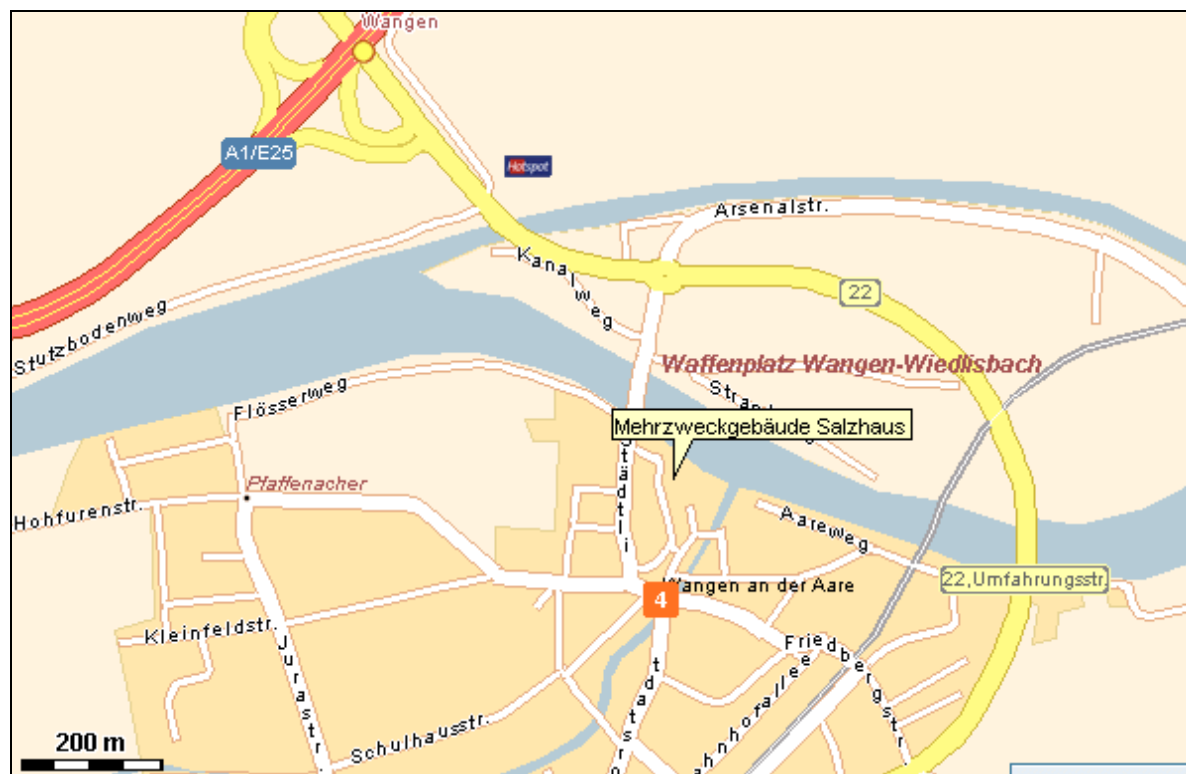 Wangen
A1/E25
Hotspot
Arsenalstr.
Kanalweg
22
Stutzbodenweg
Waffenplatz Wangen-Wiedlisbach
Flösserweg
Mehrzweckgebäude Salzhaus
Städtli
Pfaffenacher
Hohfurenstr.
Aareweg
22,Umfahrungsstr.
Wangen an der Aare
4
Kleinfeldstr.
Jurastr.
Friedbergstr.
Schulhausstr.
200 m